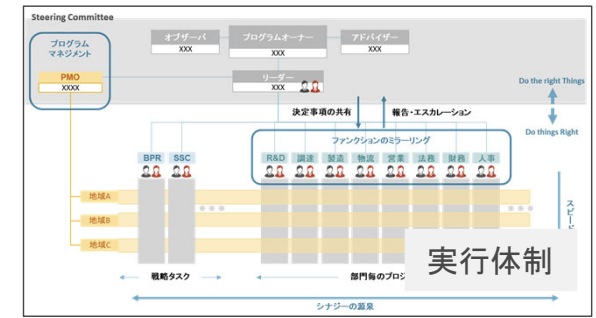 Steering Committee
プログラム
マネジメント
オブザーバ
XXX
プログラムオーナー
XXX
アドバイザー
XXX
PMO
XXXX
リーダー
XXX
Do the right Things
決定事項の共有
報告・エスカレーション
Do things Right
ファンクションのミラーリング
BPR
SSC
R&D
調達
製造
物流
営業
法務
財務
人事
地域A
地域B
地域C
スピード
実行体制
戦略タスク
部門毎のプロジ
シナジーの源泉